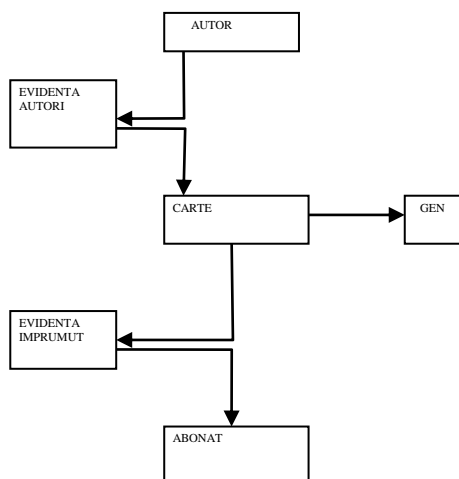 AUTOR
EVIDENTA
AUTORI
CARTE
GEN
EVIDENTA
IMPRUMUT
ABONAT